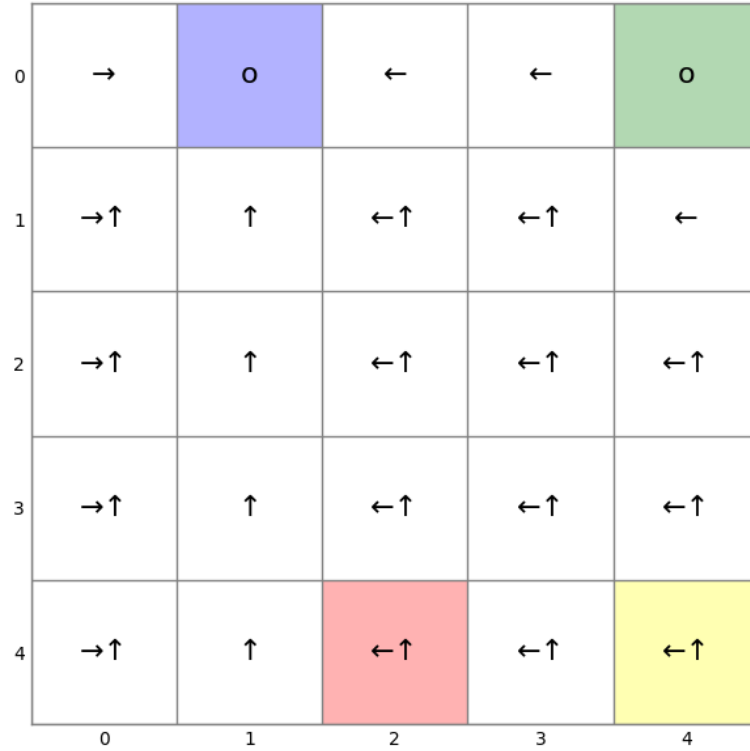 0 → o ← ← o
1 →↑ ↑ ←↑ ←↑ ←
2 →↑ ↑ ←↑ ←↑ ←↑
3 →↑ ↑ ←↑ ←↑ ←↑
4 →↑ ↑ ←↑ ←↑ ←↑
0 1 2 3 4